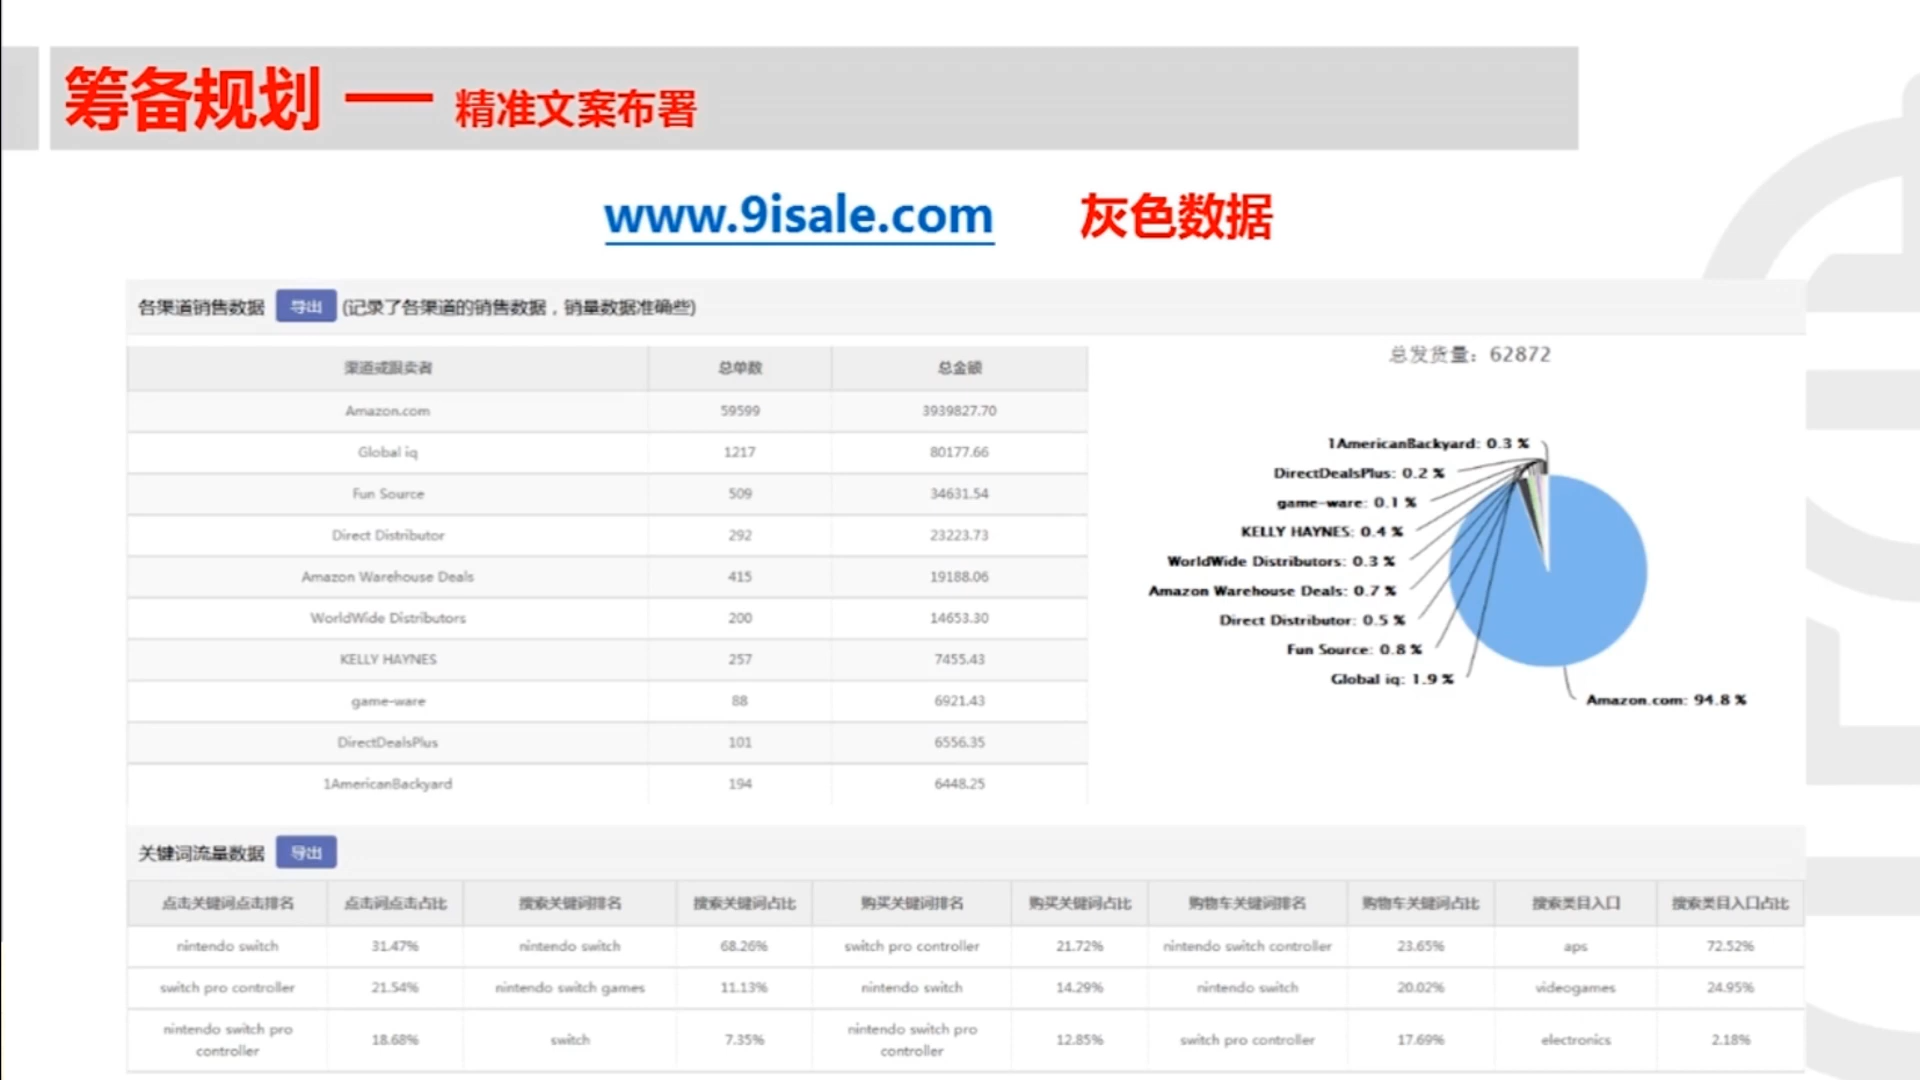 筹备规划 — 精准文案布署
www.9isale.com 灰色数据
各渠道销售数据 导出 (记录了各渠道的销售数据，销量数据准确些)
渠道或跟卖者 总单数 总金额
Amazon.com 59599 3939827.70
Global iq 1217 80177.66
Fun Source 509 34631.54
Direct Distributor 292 23223.73
Amazon Warehouse Deals 415 19188.06
WorldWide Distributors 200 14653.30
KELLY HAYNES 257 7455.43
game-ware 88 6921.43
DirectDealsPlus 101 6556.35
1AmericanBackyard 194 6448.25
总发货量：62872
1AmericanBackyard: 0.3 %
DirectDealsPlus: 0.2 %
game-ware: 0.1 %
KELLY HAYNES: 0.4 %
WorldWide Distributors: 0.3 %
Amazon Warehouse Deals: 0.7 %
Direct Distributor: 0.5 %
Fun Source: 0.8 %
Global iq: 1.9 %
Amazon.com: 94.8 %
关键词流量数据 导出
点击关键词点击排名 点击词点击占比 搜索关键词排名 搜索关键词占比 购买关键词排名 购买关键词占比 购物车关键词排名 购物车关键词占比 搜索类目入口 搜索类目入口占比
nintendo switch 31.47% nintendo switch 68.26% switch pro controller 21.72% nintendo switch controller 23.65% aps 72.52%
switch pro controller 21.54% nintendo switch games 11.13% nintendo switch 14.29% nintendo switch 20.02% videogames 24.95%
nintendo switch pro controller 18.68% switch 7.35% nintendo switch pro controller 12.85% switch pro controller 17.69% electronics 2.18%